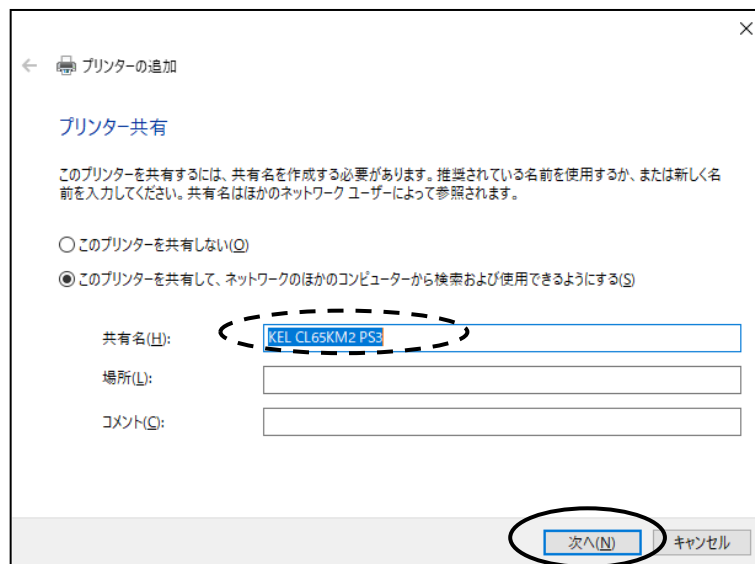 プリンターの追加
プリンター共有
このプリンターを共有するには、共有名を作成する必要があります。推奨されている名前を使用するか、または新しく名
前を入力してください。共有名はほかのネットワーク ユーザーによって参照されます。
このプリンターを共有しない(O)
このプリンターを共有して、ネットワークのほかのコンピューターから検索および使用できるようにする(S)
共有名(H): KEL CL65KM2 PS3
場所(L):
コメント(C):
次へ(N) キャンセル